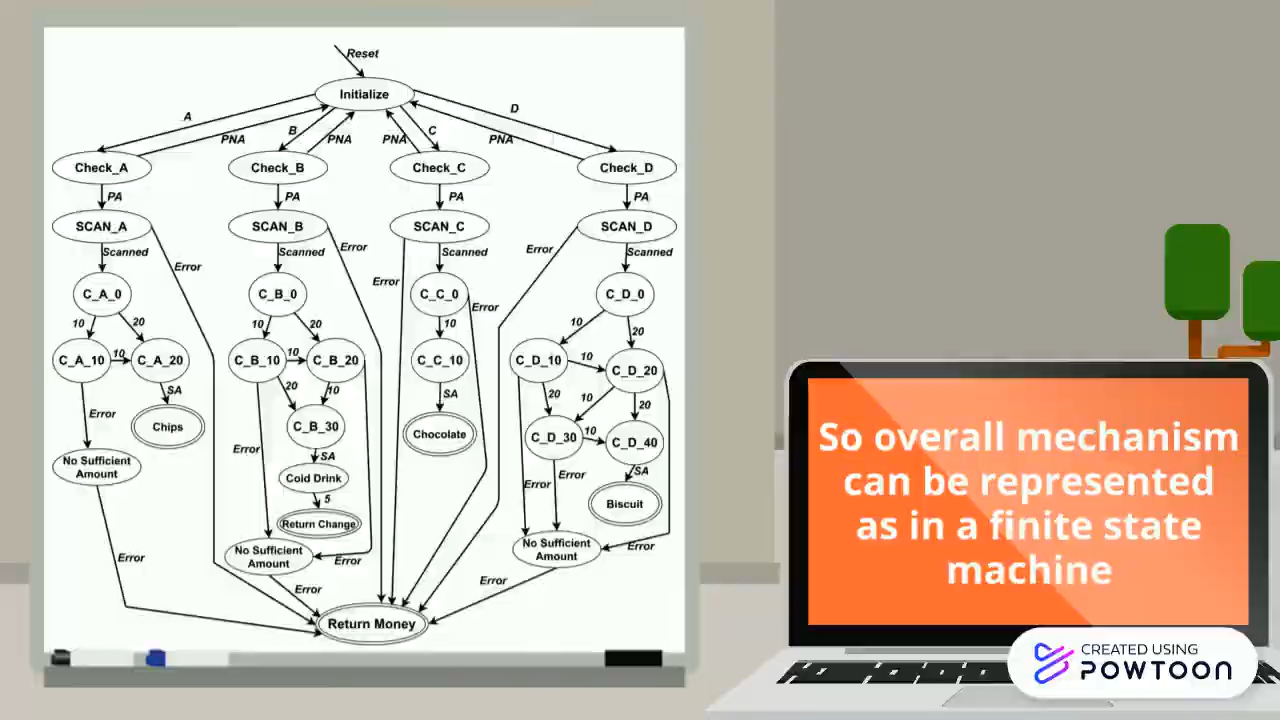 Reset
Initialize
A
B
C
D
PNA
PNA
PNA
PNA
Check_A
Check_B
Check_C
Check_D
PA
PA
PA
PA
SCAN_A
SCAN_B
SCAN_C
SCAN_D
Scanned
Error
Scanned
Error
Error
Scanned
Error
Error
Scanned
C_A_0
C_B_0
C_C_0
C_D_0
10
20
10
20
10
10
20
C_A_10
10
C_A_20
C_B_10
10
C_B_20
C_C_10
C_D_10
10
C_D_20
SA
20
10
SA
20
10
20
Error
Chips
C_B_30
Chocolate
C_D_30
10
C_D_40
Error
SA
No Sufficient
Amount
Cold Drink
Error
Error
SA
5
Biscuit
Return Change
No Sufficient
Amount
Error
No Sufficient
Amount
Error
Error
Error
Error
Return Money
So overall mechanism
can be represented
as in a finite state
machine
CREATED USING
POWTOON